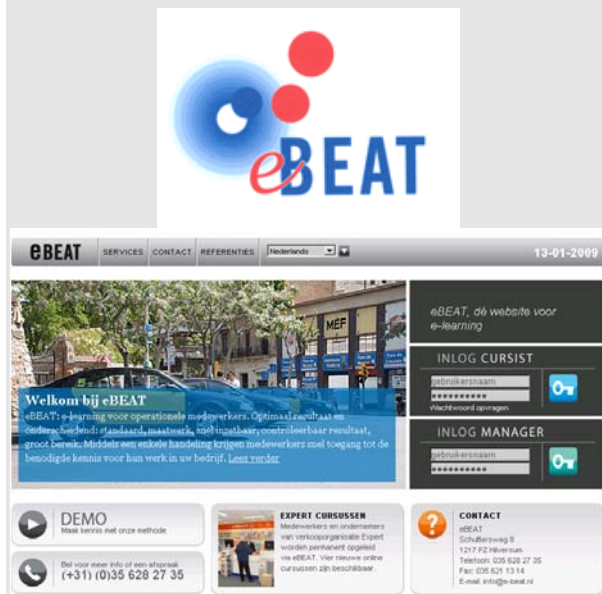 eBEAT
eBEAT SERVICES CONTACT REFERENTIES Nederlands 13-01-2009
MËF
eBEAT, dé website voor
e-learning
INLOG CURSIST
gebruikersnaam
••••••••••
Wachtwoord opvragen
INLOG MANAGER
gebruikersnaam
••••••••••
Welkom bij eBEAT
eBEAT: e-learning voor operationele medewerkers. Optimaal resultaat en
onderscheidend: standaard, maatwerk, snel inzetbaar, controleerbaar resultaat,
groot bereik. Middels een enkele handeling krijgen medewerkers snel toegang tot de
benodigde kennis voor hun werk in uw bedrijf. Lees verder
DEMO
Maak kennis met onze methode
Bel voor meer info of een afspraak
(+31) (0)35 628 27 35
EXPERT CURSUSSEN
Medewerkers en ondernemers
van verkooporganisatie Expert
worden permanent opgeleid
via eBEAT. Vier nieuwe online
cursussen zijn beschikbaar.
?
CONTACT
eBEAT
Schuttersweg 8
1217 PZ Hilversum
Telefoon: 035 628 27 35
Fax: 035 621 13 14
E-mail: info@e-beat.nl